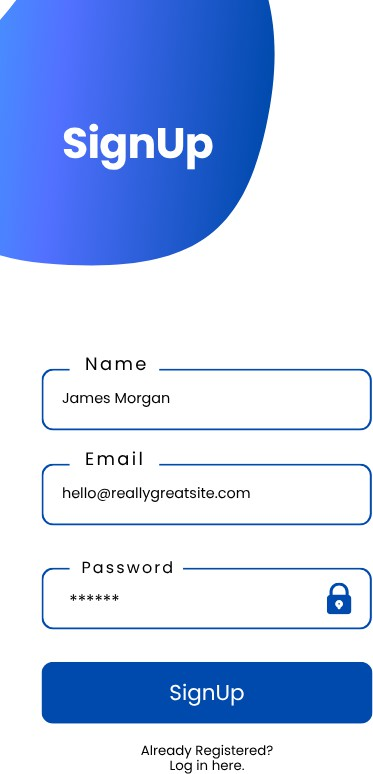 SignUp
Name
James Morgan
Email
hello@reallygreatsite.com
Password
******
SignUp
Already Registered?
Log in here.